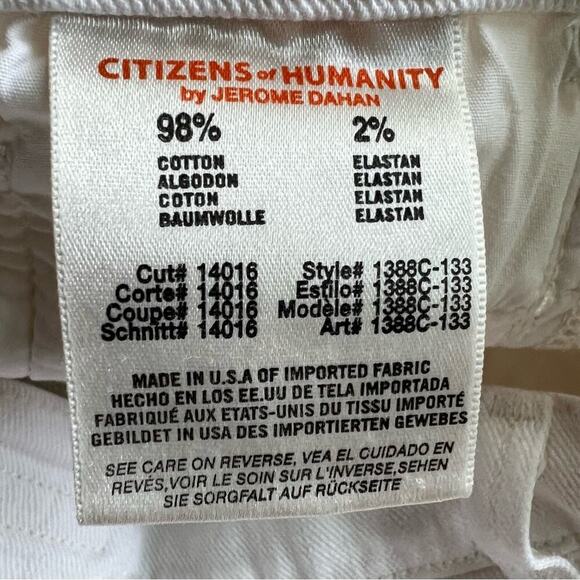 CITIZENS of HUMANITY
by JEROME DAHAN
98% 2%
COTTON ELASTAN
ALGODON ELASTAN
COTON ELASTAN
BAUMWOLLE ELASTAN
Cut# 14016 Style# 1388C-133
Corte# 14016 Estilo# 1388C-133
Coupe# 14016 Modèle# 1388C-133
Schnitt# 14016 Art# 1388C-133
MADE IN U.S.A OF IMPORTED FABRIC
HECHO EN LOS EE.UU DE TELA IMPORTADA
FABRIQUÉ AUX ETATS-UNIS DU TISSU IMPORTÉ
GEBILDET IN USA DES IMPORTIERTEN GEWEBES
SEE CARE ON REVERSE, VEA EL CUIDADO EN
REVÉS,VOIR LE SOIN SUR L'INVERSE,SEHEN
SIE SORGFALT AUF RÜCKSEITE